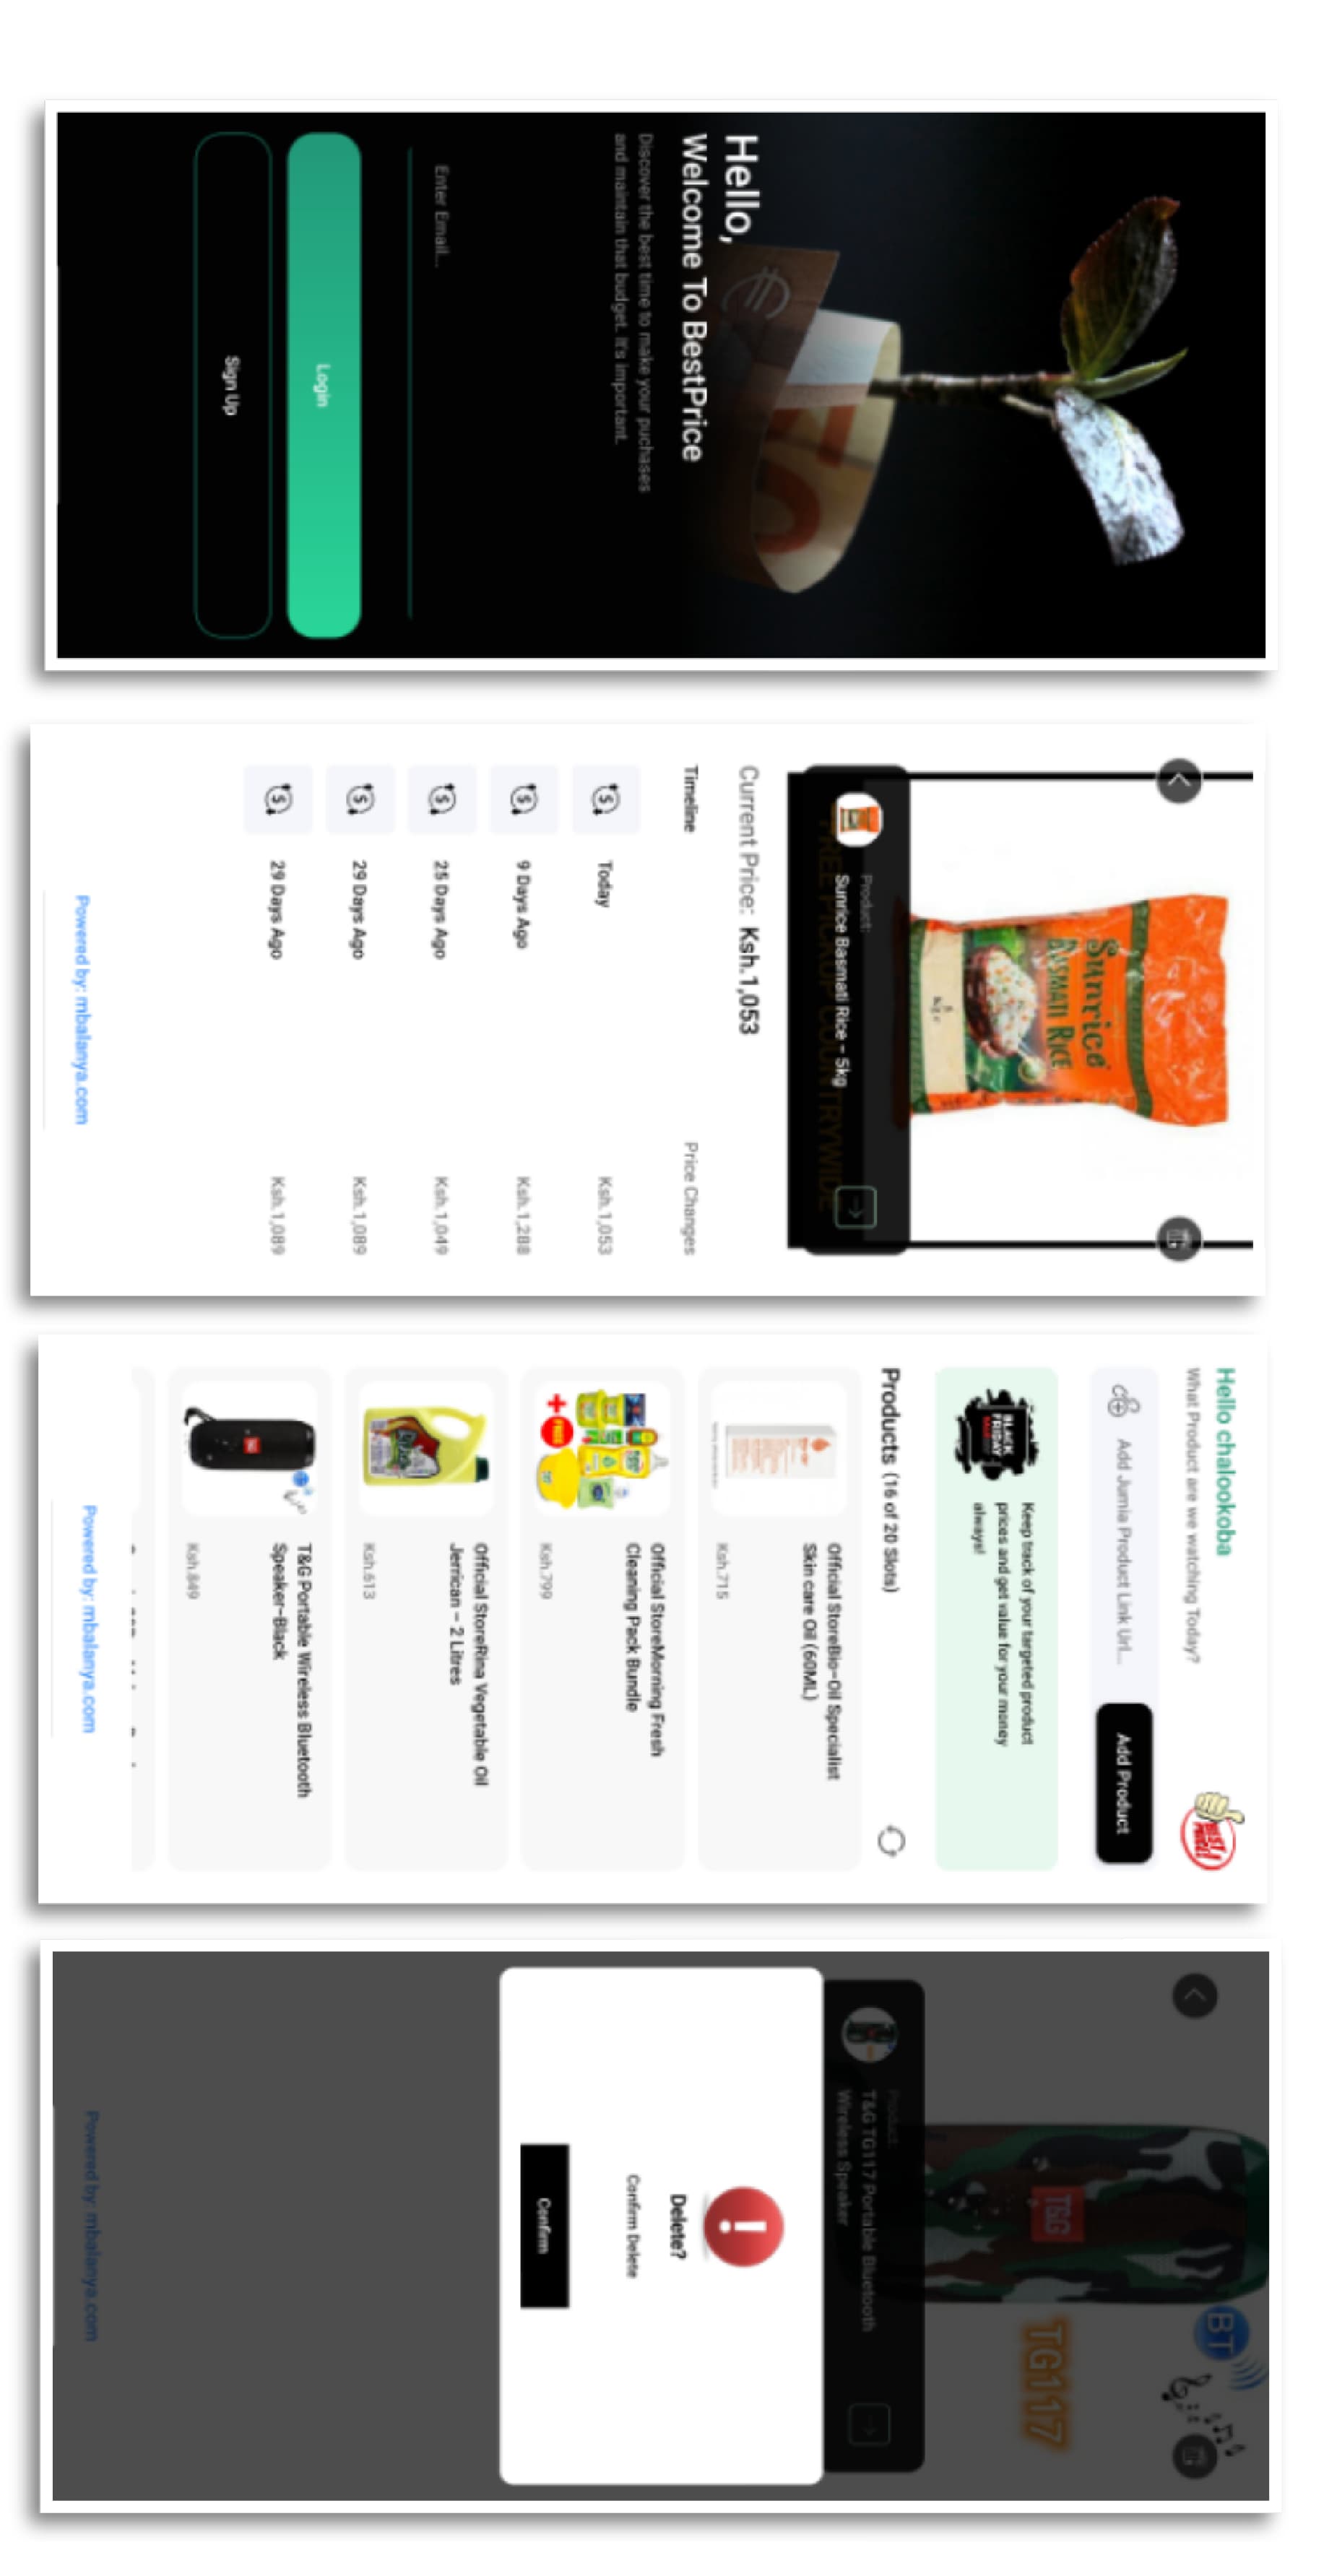 Hello,
Welcome To BestPrice
Discover the best time to make your puchases
and maintain that budget. It's important.
Enter Email...
Login
Sign Up
Sunrice
BASMATI RICE
5
Kg e
Product:
Sunrice Basmati Rice - 5kg
FREE PICKUP COUNTRYWIDE
Current Price: Ksh.1,053
Timeline
Price Changes
Today
Ksh.1,053
9 Days Ago
Ksh.1,288
25 Days Ago
Ksh.1,049
29 Days Ago
Ksh.1,089
29 Days Ago
Ksh.1,089
Powered by: mbalanya.com
Hello chalookoba
What Product are we watching Today?
BEST
PRICE!
Add Jumia Product Link Url...
Add Product
BLACK
FRIDAY
Keep track of your targeted product
prices and get value for your money
always!
Products (16 of 20 Slots)
Official StoreBio-Oil Specialist
Skin care Oil (60ML)
Ksh.715
Official StoreMorning Fresh
Cleaning Pack Bundle
+ FREE
Ksh.799
Official StoreRina Vegetable Oil
Jerrican - 2 Litres
Ksh.613
T&G Portable Wireless Bluetooth
Speaker-Black
T&G
Ksh.849
Powered by: mbalanya.com
BT
T&G
TG117
Product:
T&G TG117 Portable Bluetooth
Wireless Speaker
!
Delete?
Confirm Delete
Confirm
Powered by: mbalanya.com